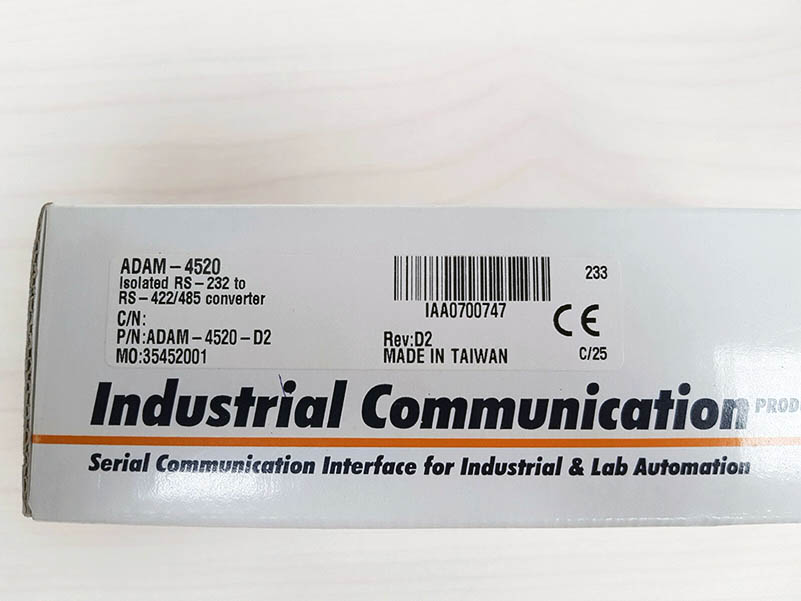 ADAM-4520
Isolated RS-232 to
RS-422/485 converter
C/N:
P/N:ADAM-4520-D2
MO:35452001
IAA0700747
Rev:D2
MADE IN TAIWAN
233
CE
C/25
Industrial Communication
Serial Communication Interface for Industrial & Lab Automation